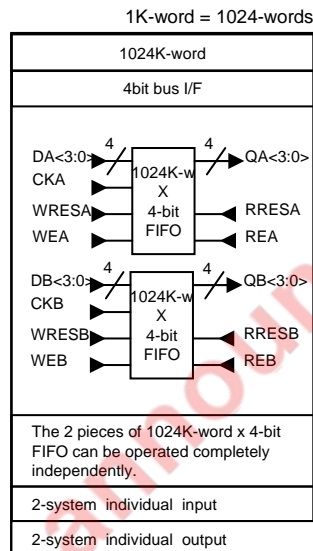 1K-word = 1024-words
1024K-word
4bit bus I/F
4 4
DA<3:0> QA<3:0>
1024K-w
CKA
X
WRESA 4-bit RRESA
FIFO
WEA REA
4 4
DB<3:0> QB<3:0>
1024K-w
CKB
X
WRESB 4-bit RRESB
FIFO
WEB REB
The 2 pieces of 1024K-word x 4-bit
FIFO can be operated completely
independently.
2-system individual input
2-system individual output